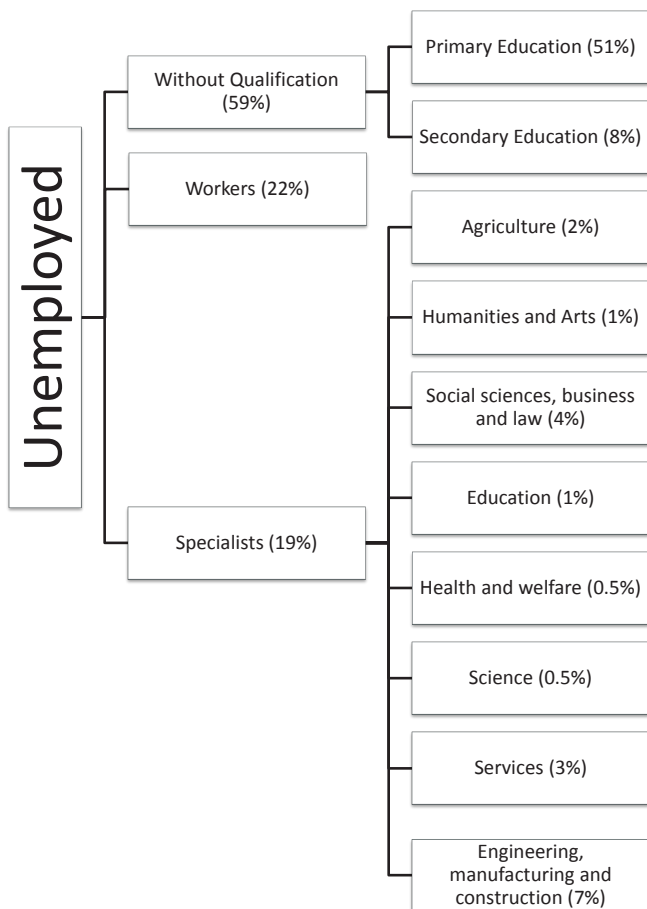 Unemployed
Without Qualification
(59%)
Primary Education (51%)
Secondary Education (8%)
Workers (22%)
Specialists (19%)
Agriculture (2%)
Humanities and Arts (1%)
Social sciences, business
and law (4%)
Education (1%)
Health and welfare (0.5%)
Science (0.5%)
Services (3%)
Engineering,
manufacturing and
construction (7%)